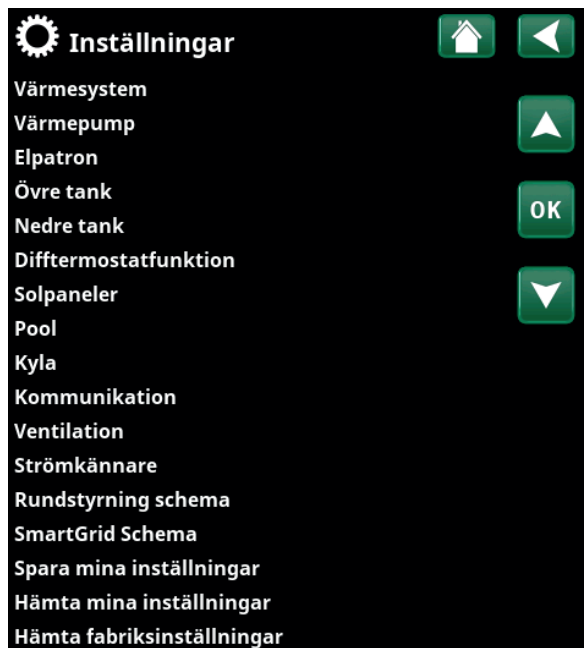 Inställningar
Värmesystem
Värmepump
Elpatron
Övre tank
Nedre tank
Difftermostatfunktion
Solpaneler
Pool
Kyla
Kommunikation
Ventilation
Strömkännare
Rundstyrning schema
SmartGrid Schema
Spara mina inställningar
Hämta mina inställningar
Hämta fabriksinställningar
OK